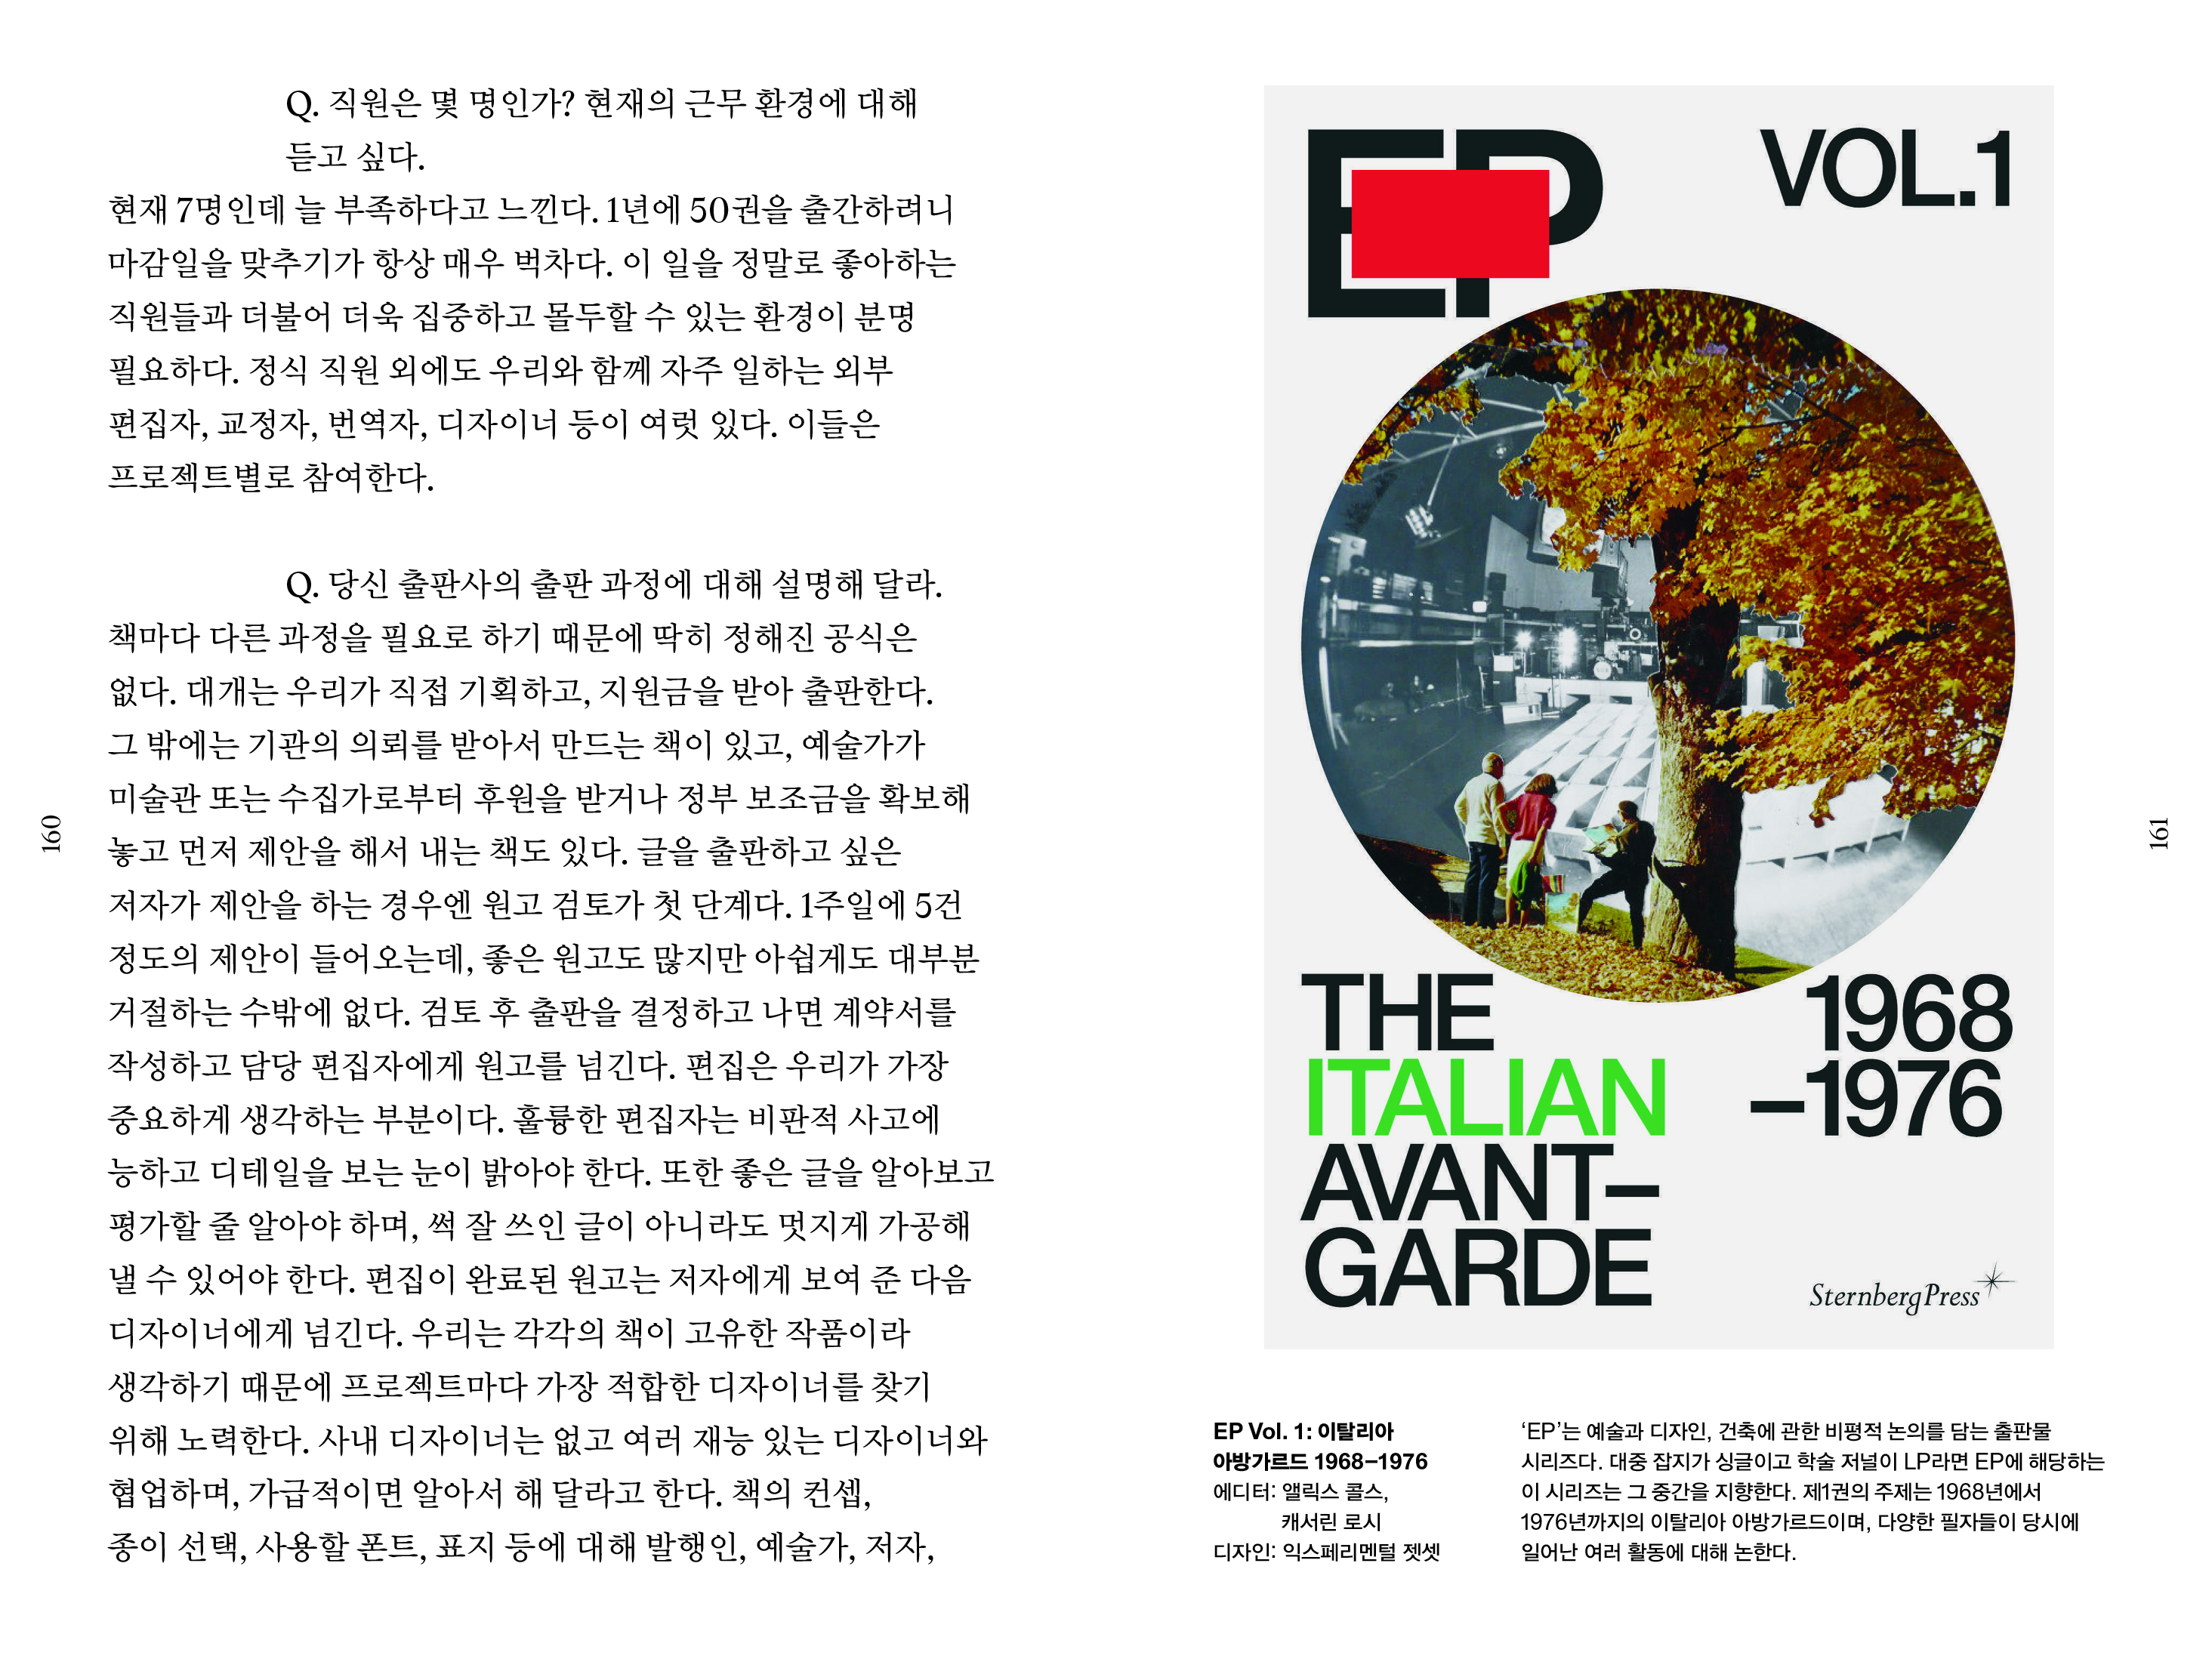 Q. 직원은 몇 명인가? 현재의 근무 환경에 대해
듣고 싶다.
현재 7명인데 늘 부족하다고 느낀다. 1년에 50권을 출간하려니
마감일을 맞추기가 항상 매우 벅차다. 이 일을 정말로 좋아하는
직원들과 더불어 더욱 집중하고 몰두할 수 있는 환경이 분명
필요하다. 정식 직원 외에도 우리와 함께 자주 일하는 외부
편집자, 교정자, 번역자, 디자이너 등이 여럿 있다. 이들은
프로젝트별로 참여한다.
Q. 당신 출판사의 출판 과정에 대해 설명해 달라.
책마다 다른 과정을 필요로 하기 때문에 딱히 정해진 공식은
없다. 대개는 우리가 직접 기획하고, 지원금을 받아 출판한다.
그 밖에는 기관의 의뢰를 받아서 만드는 책이 있고, 예술가가
미술관 또는 수집가로부터 후원을 받거나 정부 보조금을 확보해
놓고 먼저 제안을 해서 내는 책도 있다. 글을 출판하고 싶은
저자가 제안을 하는 경우엔 원고 검토가 첫 단계다. 1주일에 5건
정도의 제안이 들어오는데, 좋은 원고도 많지만 아쉽게도 대부분
거절하는 수밖에 없다. 검토 후 출판을 결정하고 나면 계약서를
작성하고 담당 편집자에게 원고를 넘긴다. 편집은 우리가 가장
중요하게 생각하는 부분이다. 훌륭한 편집자는 비판적 사고에
능하고 디테일을 보는 눈이 밝아야 한다. 또한 좋은 글을 알아보고
평가할 줄 알아야 하며, 썩 잘 쓰인 글이 아니라도 멋지게 가공해
낼 수 있어야 한다. 편집이 완료된 원고는 저자에게 보여 준 다음
디자이너에게 넘긴다. 우리는 각각의 책이 고유한 작품이라
생각하기 때문에 프로젝트마다 가장 적합한 디자이너를 찾기
위해 노력한다. 사내 디자이너는 없고 여러 재능 있는 디자이너와
협업하며, 가급적이면 알아서 해 달라고 한다. 책의 컨셉,
종이 선택, 사용할 폰트, 표지 등에 대해 발행인, 예술가, 저자,
160
EP
VOL.1
THE
ITALIAN
AVANT–
GARDE
1968
–1976
Sternberg Press
EP Vol. 1: 이탈리아
아방가르드 1968–1976
에디터: 앨릭스 콜스,
캐서린 로시
디자인: 익스페리멘털 젯셋
‘EP’는 예술과 디자인, 건축에 관한 비평적 논의를 담는 출판물
시리즈다. 대중 잡지가 싱글이고 학술 저널이 LP라면 EP에 해당하는
이 시리즈는 그 중간을 지향한다. 제1권의 주제는 1968년에서
1976년까지의 이탈리아 아방가르드이며, 다양한 필자들이 당시에
일어난 여러 활동에 대해 논한다.
161